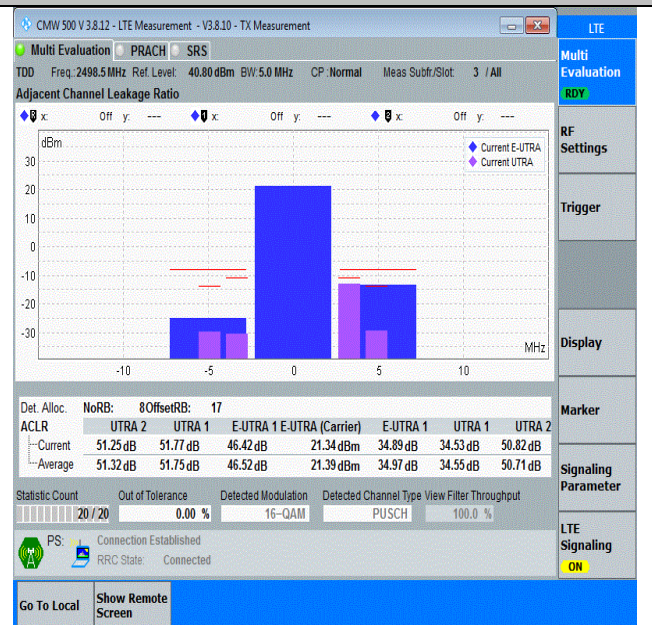 CMW 500 V 3.8.12 - LTE Measurement - V3.8.10 - TX Measurement
LTE
Multi Evaluation PRACH SRS
TDD Freq.:2498.5 MHz Ref. Level: 40.80 dBm BW: 5.0 MHz CP :Normal Meas Subfr./Slot: 3 / All
Adjacent Channel Leakage Ratio
x: Off y: --- x: Off y: --- x: Off y: ---
dBm
Current E-UTRA
Current UTRA
30
20
10
0
-10
-20
-30
MHz
-10 -5 0 5 10
Det. Alloc. NoRB: 8 OffsetRB: 17
ACLR UTRA 2 UTRA 1 E-UTRA 1 E-UTRA (Carrier) E-UTRA 1 UTRA 1 UTRA 2
Current 51.25 dB 51.77 dB 46.42 dB 21.34 dBm 34.89 dB 34.53 dB 50.82 dB
Average 51.32 dB 51.75 dB 46.52 dB 21.39 dBm 34.97 dB 34.55 dB 50.71 dB
Statistic Count Out of Tolerance Detected Modulation Detected Channel Type View Filter Throughput
20 / 20 0.00 % 16-QAM PUSCH 100.0 %
PS: Connection Established
RRC State: Connected
Multi
Evaluation
RDY
RF
Settings
Trigger
Display
Marker
Signaling
Parameter
LTE
Signaling
ON
Go To Local
Show Remote
Screen